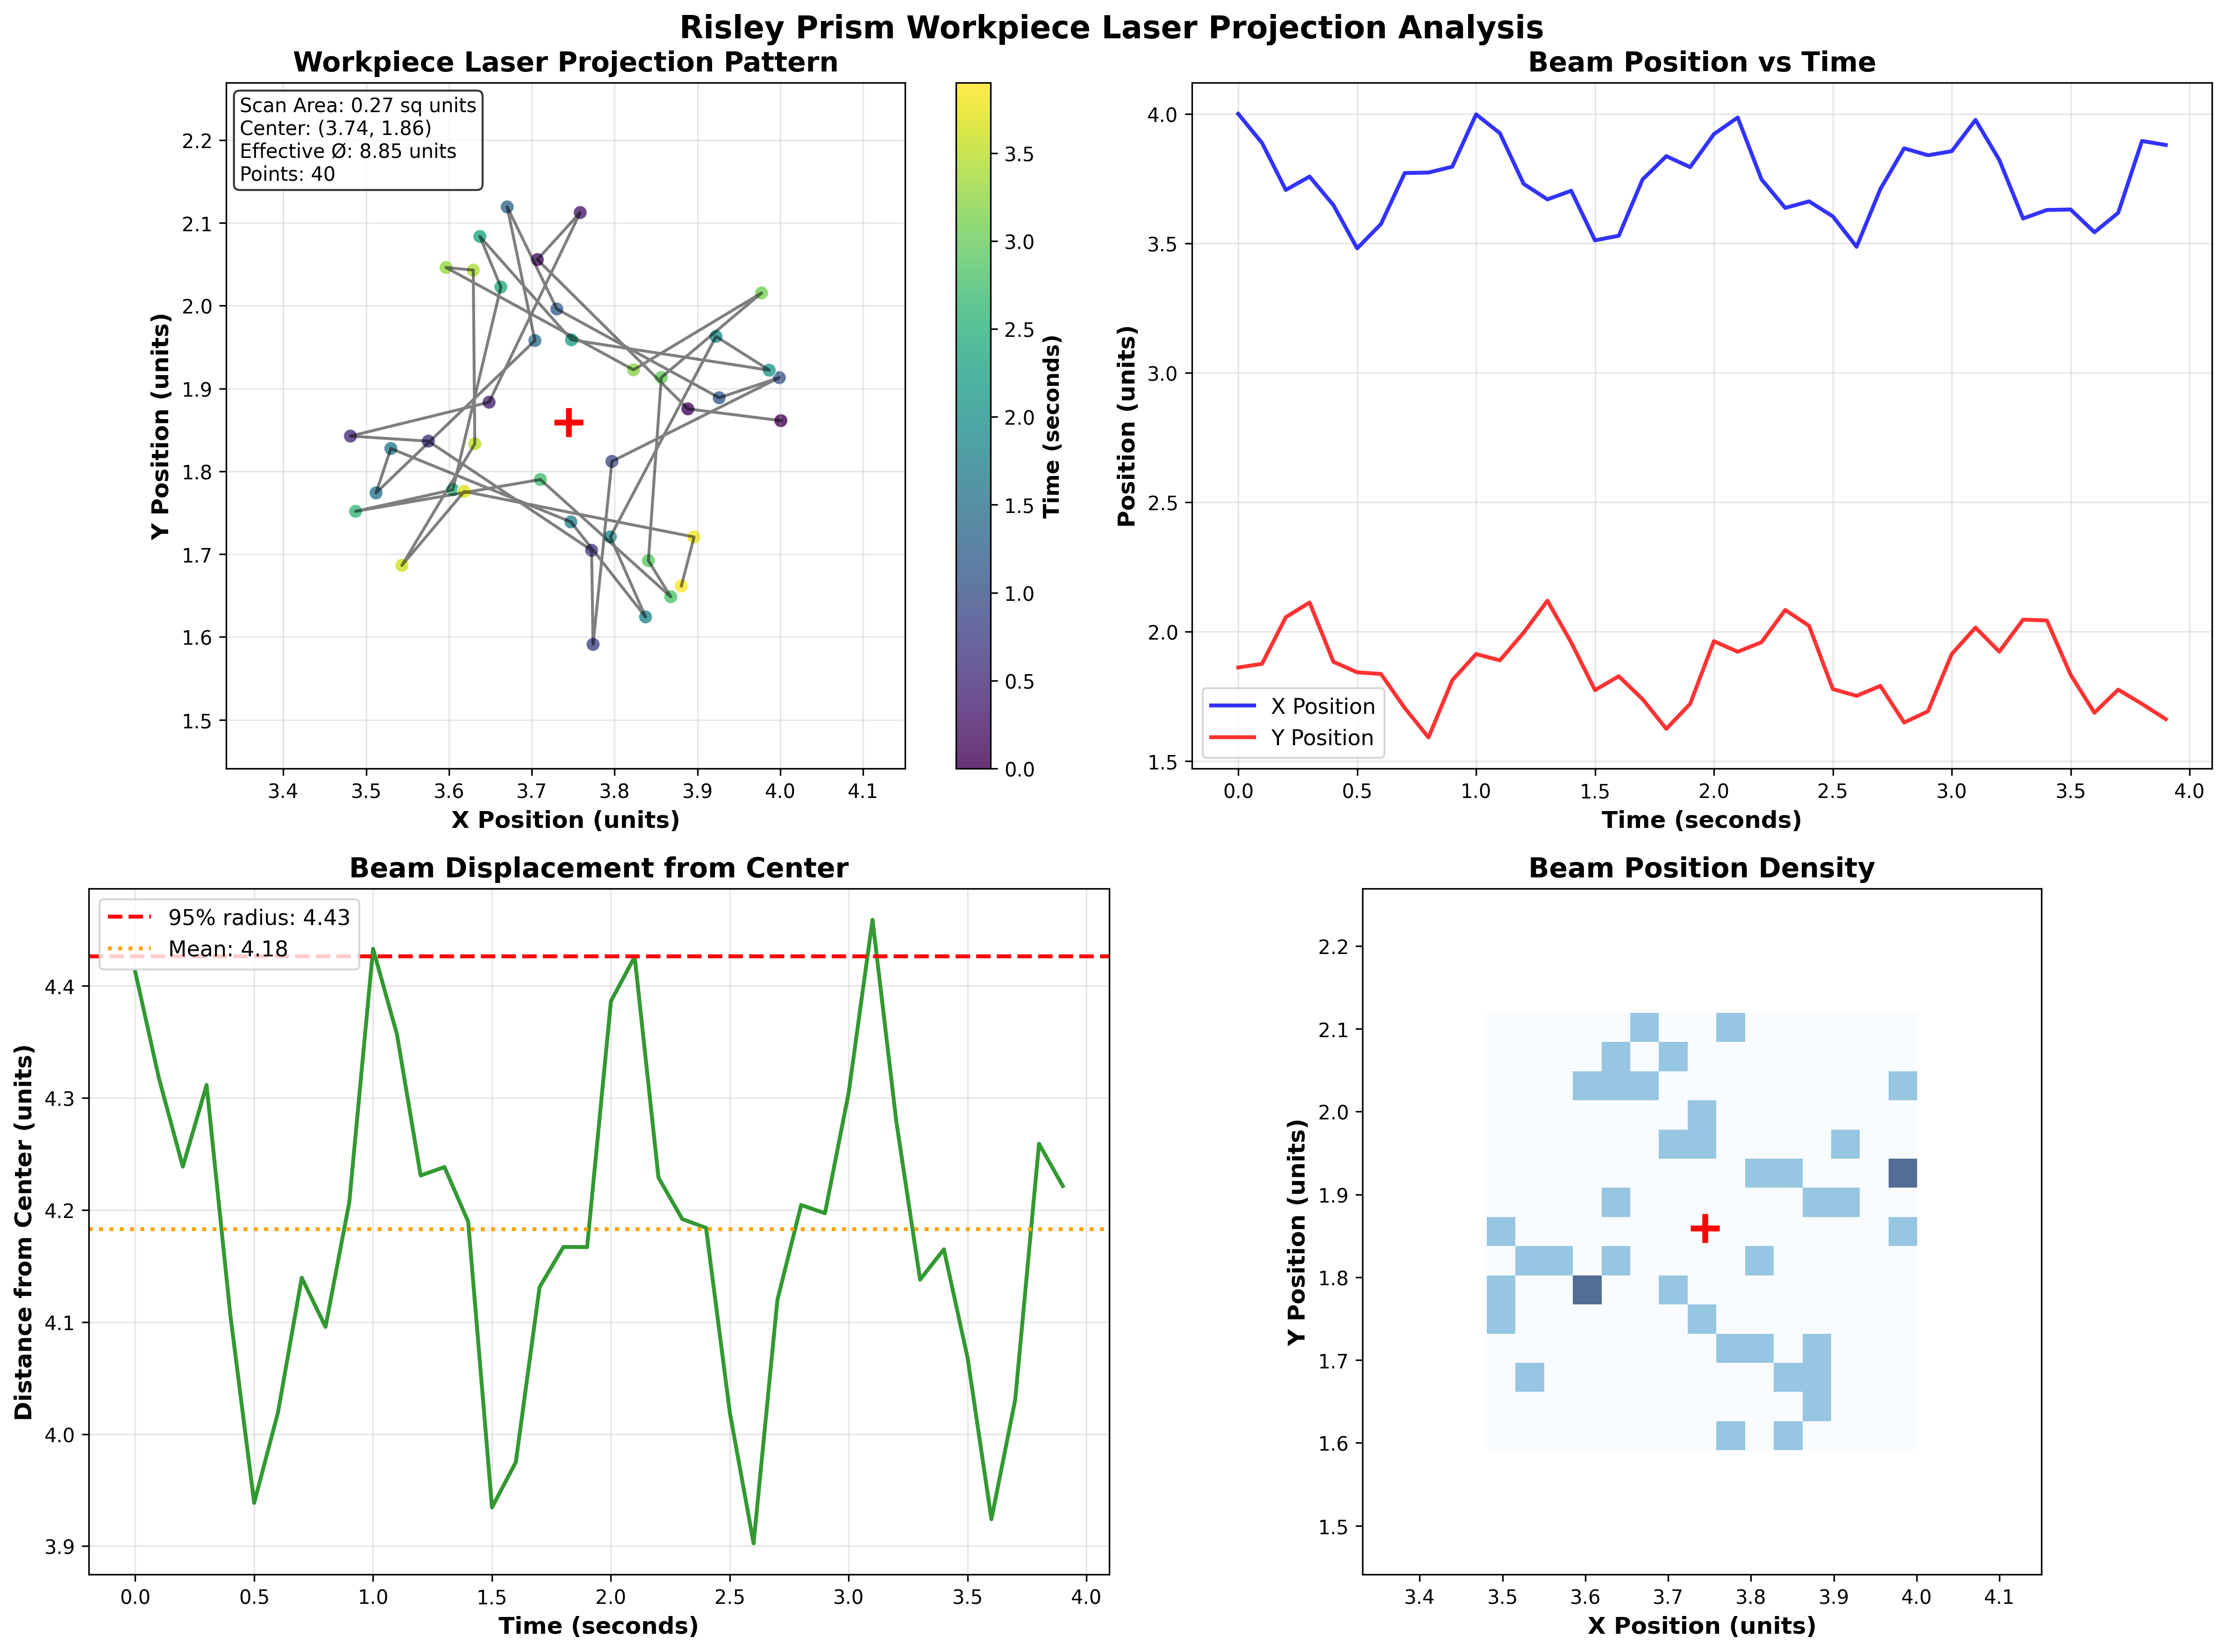 Risley Prism Workpiece Laser Projection Analysis
Workpiece Laser Projection Pattern
Scan Area: 0.27 sq units
Center: (3.74, 1.86)
Effective Ø: 8.85 units
Points: 40
2.2
2.1
2.0
1.9
1.8
1.7
1.6
1.5
Y Position (units)
3.4 3.5 3.6 3.7 3.8 3.9 4.0 4.1
X Position (units)
3.5
3.0
2.5
2.0
1.5
1.0
0.5
0.0
Time (seconds)
Beam Position vs Time
4.0
3.5
3.0
2.5
2.0
1.5
Position (units)
X Position
Y Position
0.0 0.5 1.0 1.5 2.0 2.5 3.0 3.5 4.0
Time (seconds)
Beam Displacement from Center
95% radius: 4.43
Mean: 4.18
4.4
4.3
4.2
4.1
4.0
3.9
Distance from Center (units)
0.0 0.5 1.0 1.5 2.0 2.5 3.0 3.5 4.0
Time (seconds)
Beam Position Density
2.2
2.1
2.0
1.9
1.8
1.7
1.6
1.5
Y Position (units)
3.4 3.5 3.6 3.7 3.8 3.9 4.0 4.1
X Position (units)